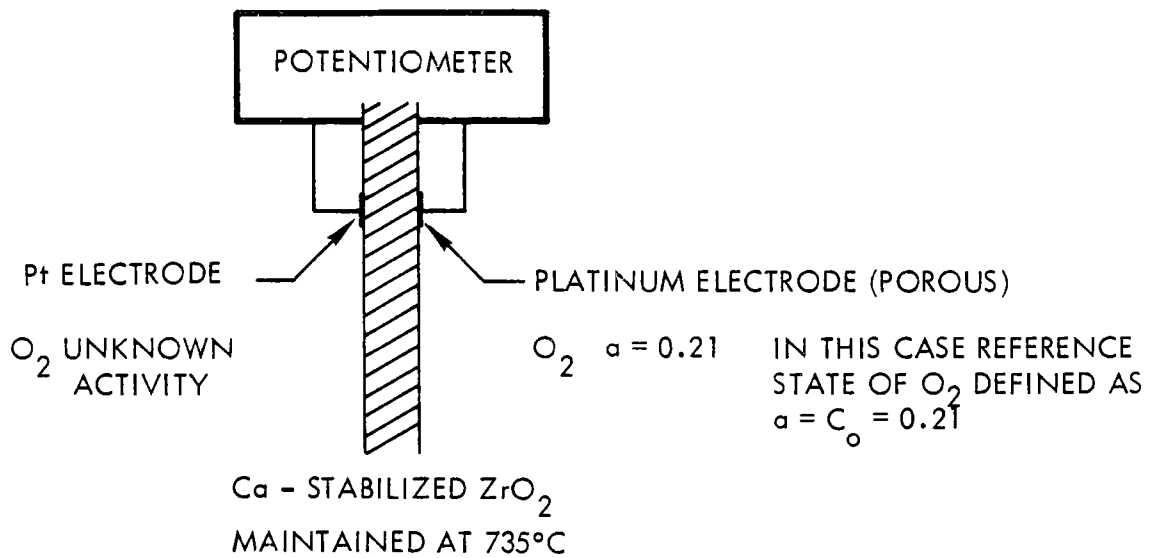 POTENTIOMETER
Pt ELECTRODE
PLATINUM ELECTRODE (POROUS)
O₂ UNKNOWN
ACTIVITY
O₂ a = 0.21
IN THIS CASE REFERENCE
STATE OF O₂ DEFINED AS
a = Cₒ = 0.21
Ca - STABILIZED ZrO₂
MAINTAINED AT 735°C